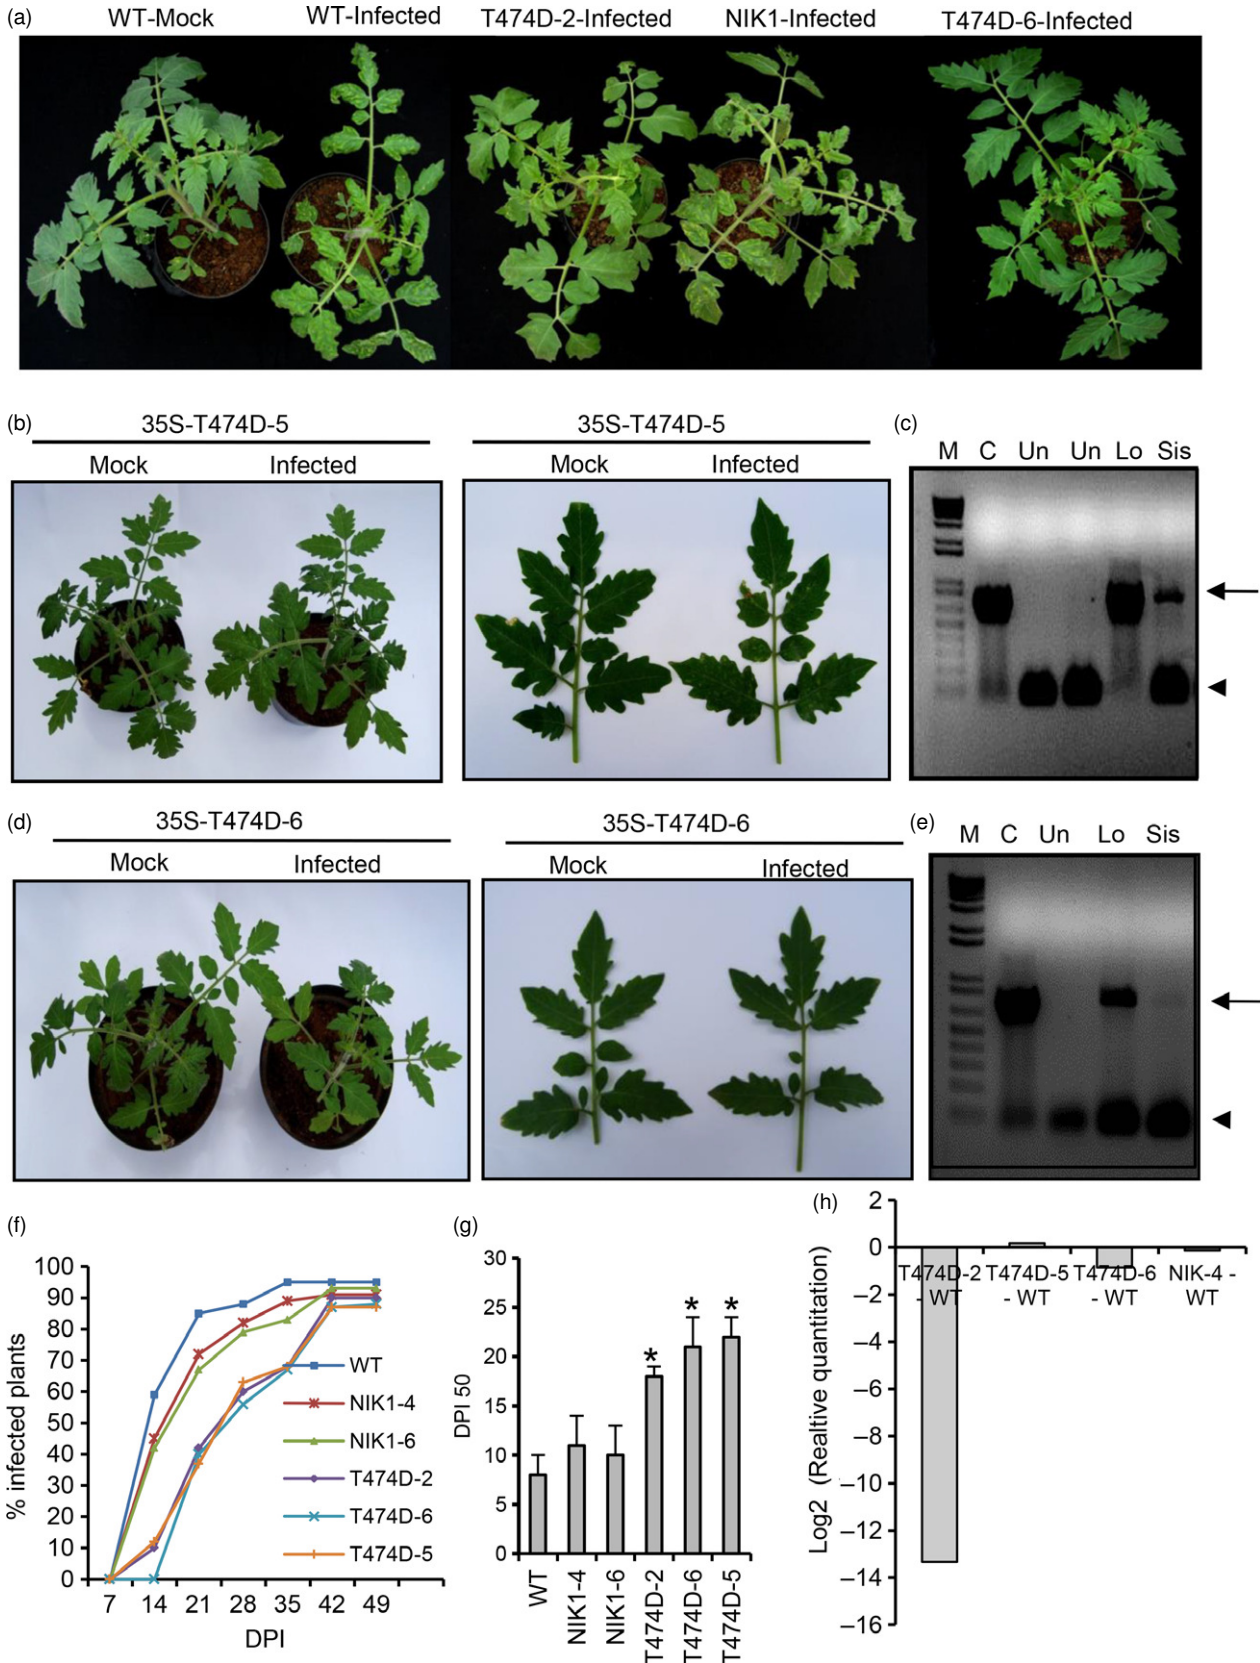 (a) WT-Mock WT-Infected T474D-2-Infected NIK1-Infected T474D-6-Infected
(b) 35S-T474D-5 35S-T474D-5
Mock Infected Mock Infected
(c)
M C Un Un Lo Sis
(d) 35S-T474D-6 35S-T474D-6
Mock Infected Mock Infected
(e)
M C Un Lo Sis
(f)
% infected plants
100
90
80
70
60
50
40
30
20
10
0
7 14 21 28 35 42 49
DPI
WT
NIK1-4
NIK1-6
T474D-2
T474D-6
T474D-5
(g)
DPI 50
30
25
20
15
10
5
0
* * *
WT
NIK1-4
NIK1-6
T474D-2
T474D-6
T474D-5
(h)
Log2 (Realtive quantitation)
2
0
–2
–4
–6
–8
–10
–12
–14
–16
T474D-2 T474D-5 T474D-6 NIK-4 -
- WT - WT - WT WT